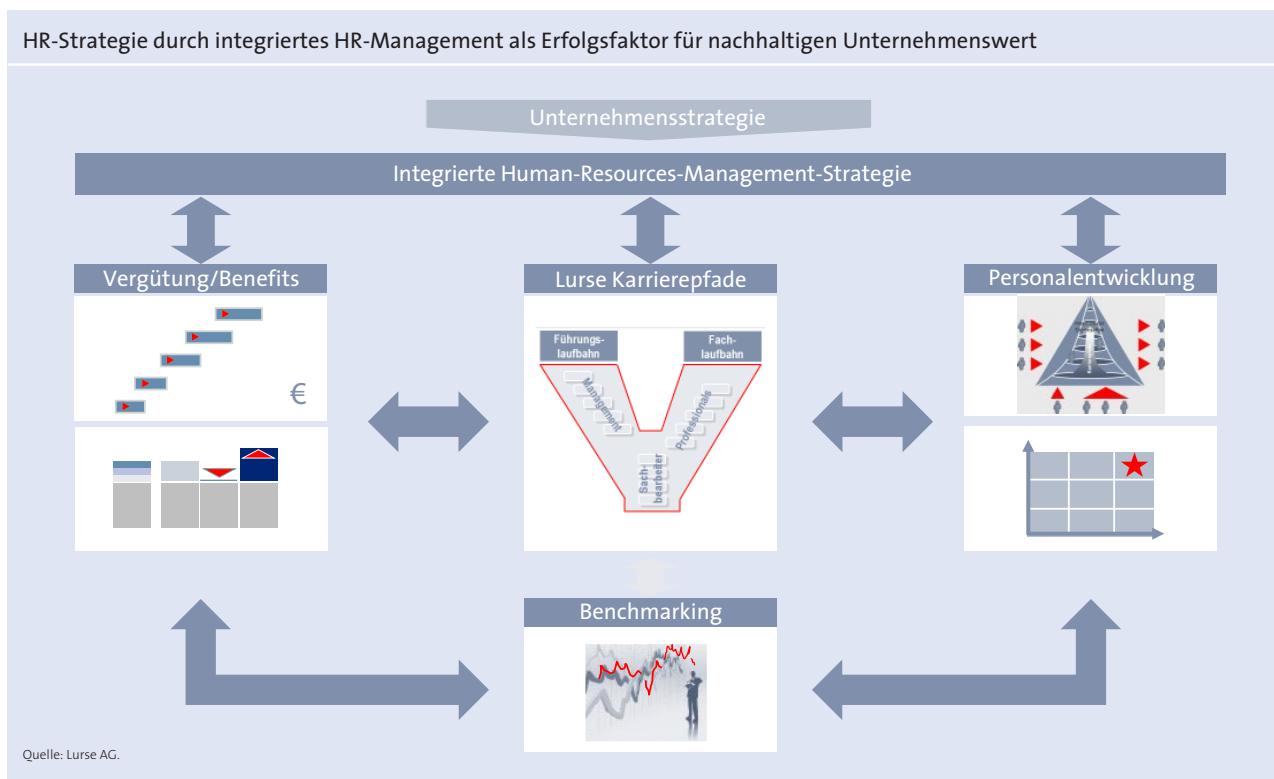 HR-Strategie durch integriertes HR-Management als Erfolgsfaktor für nachhaltigen Unternehmenswert
Unternehmensstrategie
Integrierte Human-Resources-Management-Strategie
Vergütung/Benefits
€
Lurse Karrierepfade
Führungs-
laufbahn
Fach-
laufbahn
Management
Professionals
Sach-
bearbeiter
Personalentwicklung
Benchmarking
Quelle: Lurse AG.